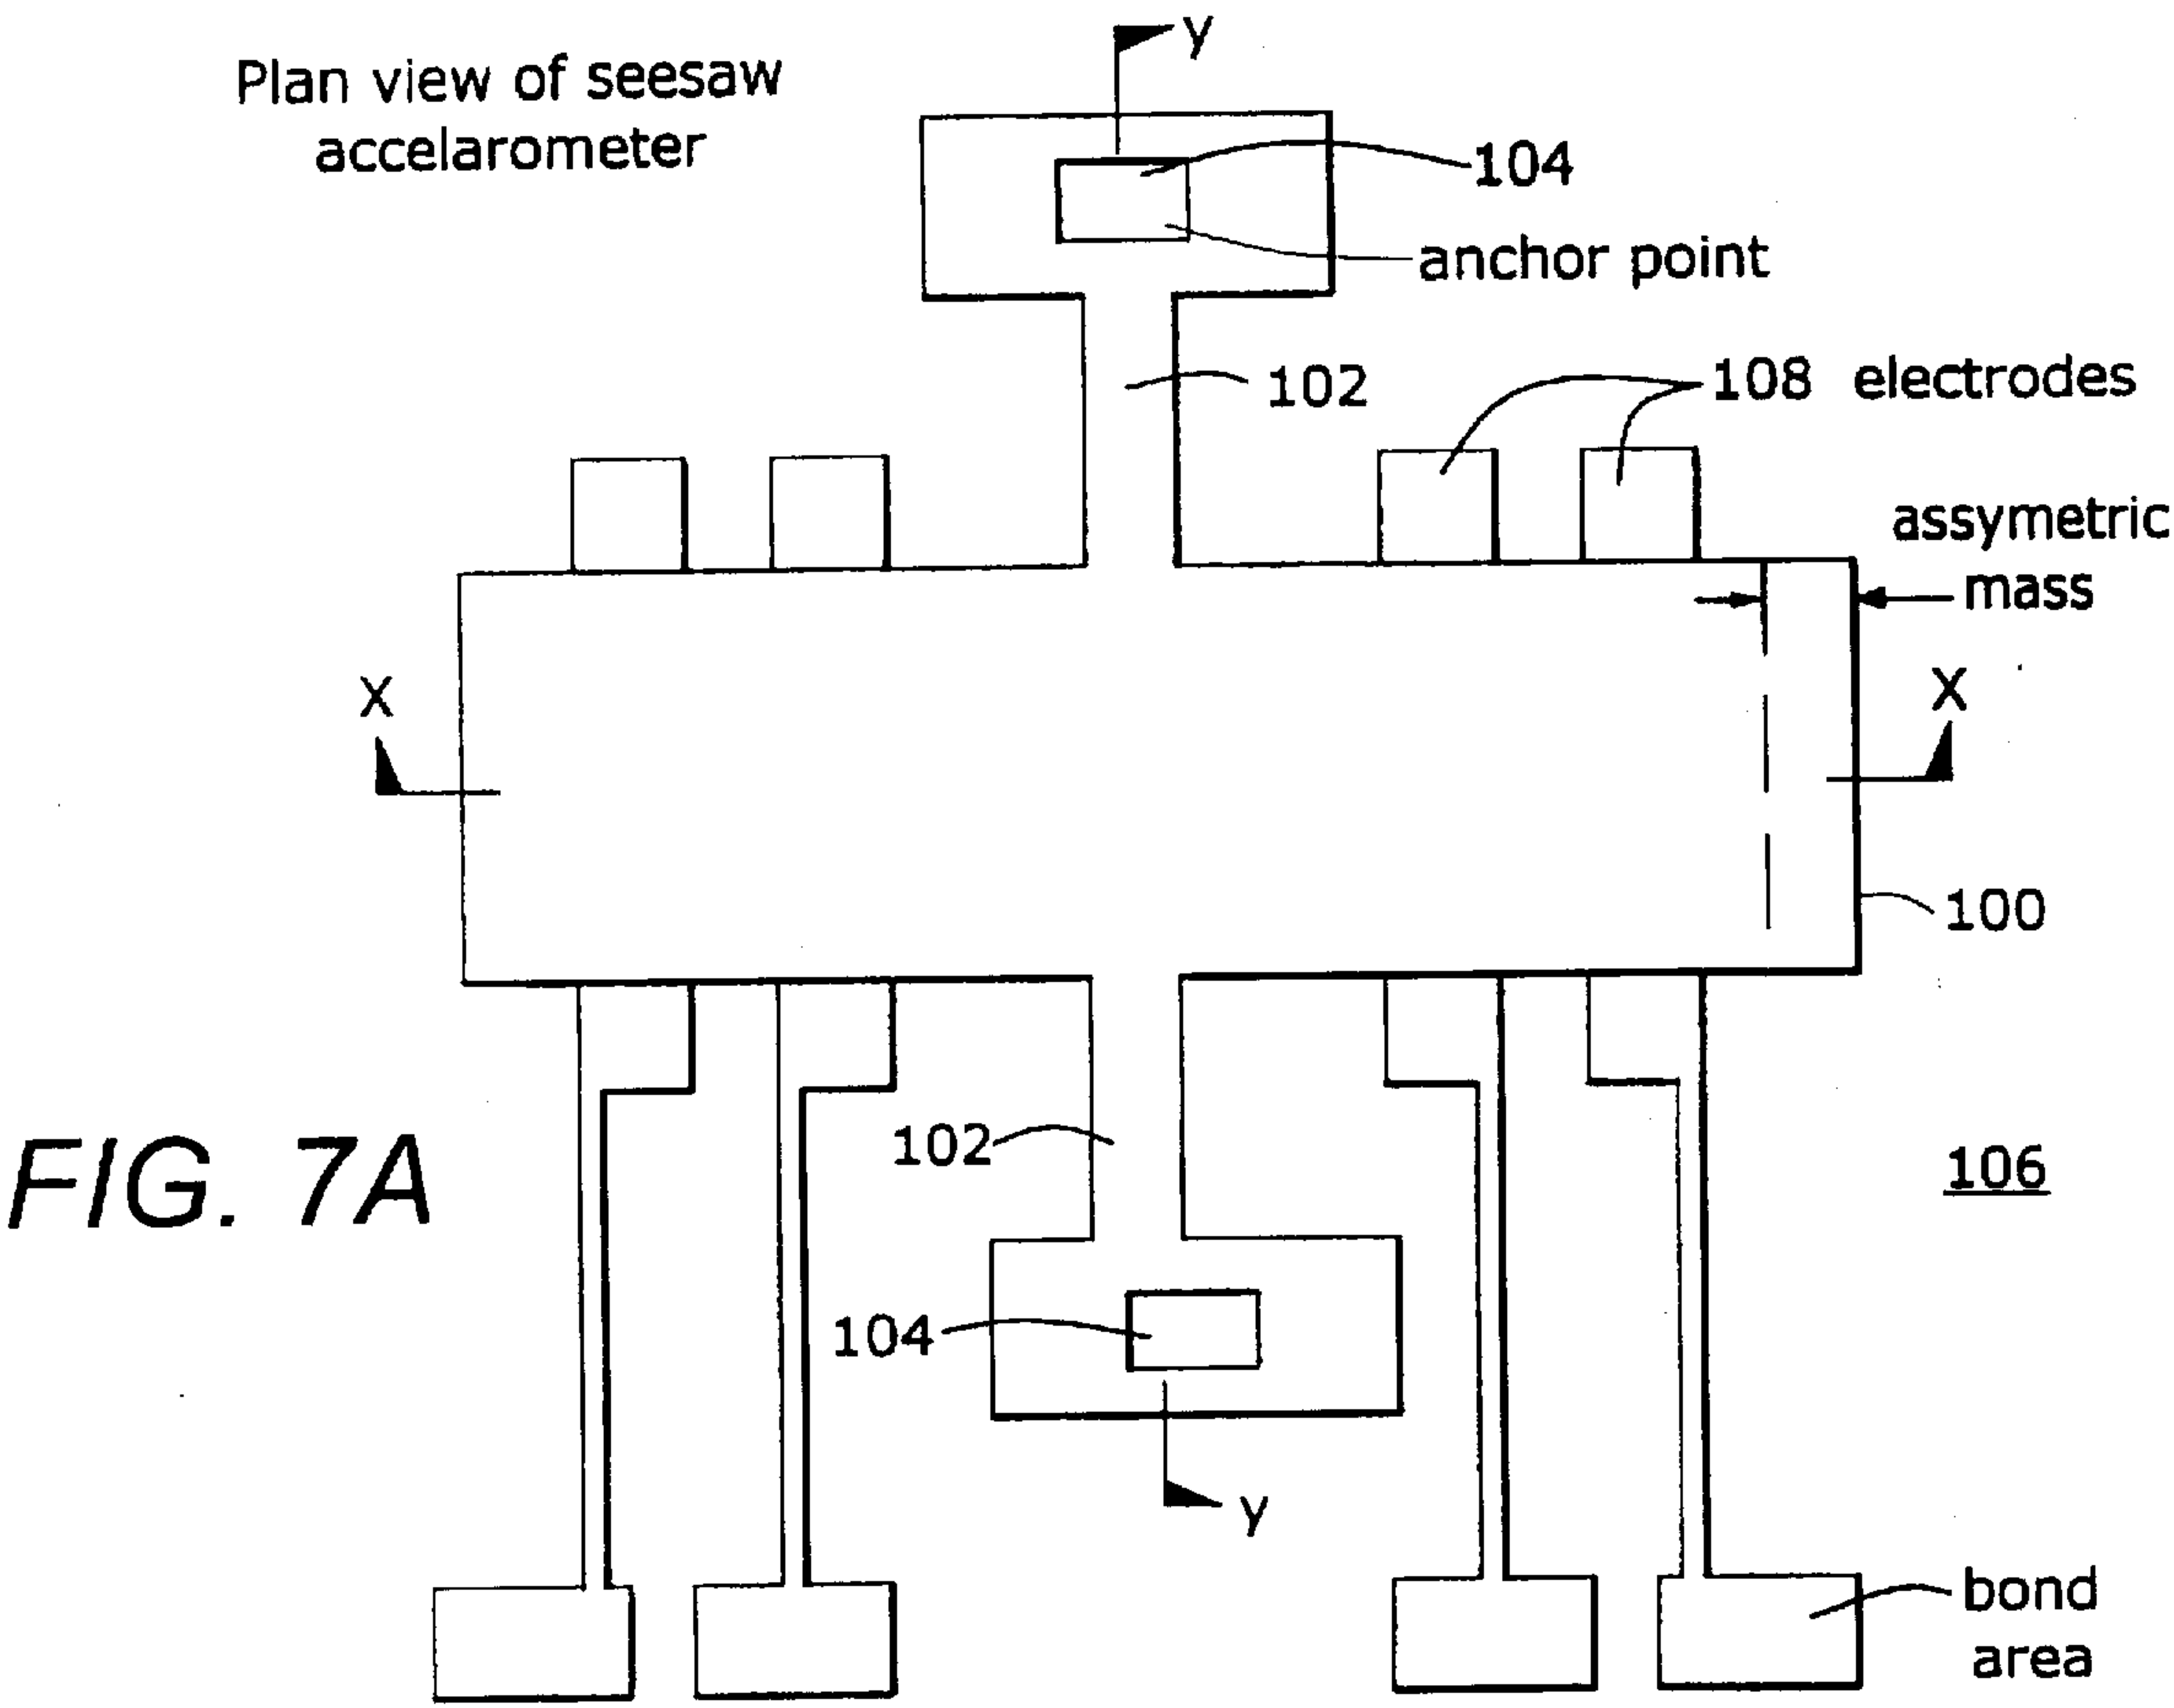 Plan view of seesaw
accelarometer
y
104
anchor point
102
108 electrodes
assymetric
mass
X
X
100
102
FIG. 7A
106
104
y
bond
area